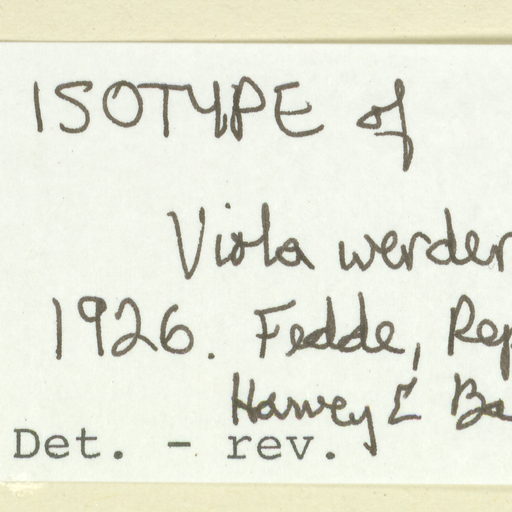 ISOTYPE of
Viola werder
1926. Fedde, Rep
Harvey E Ba
Det. - rev.